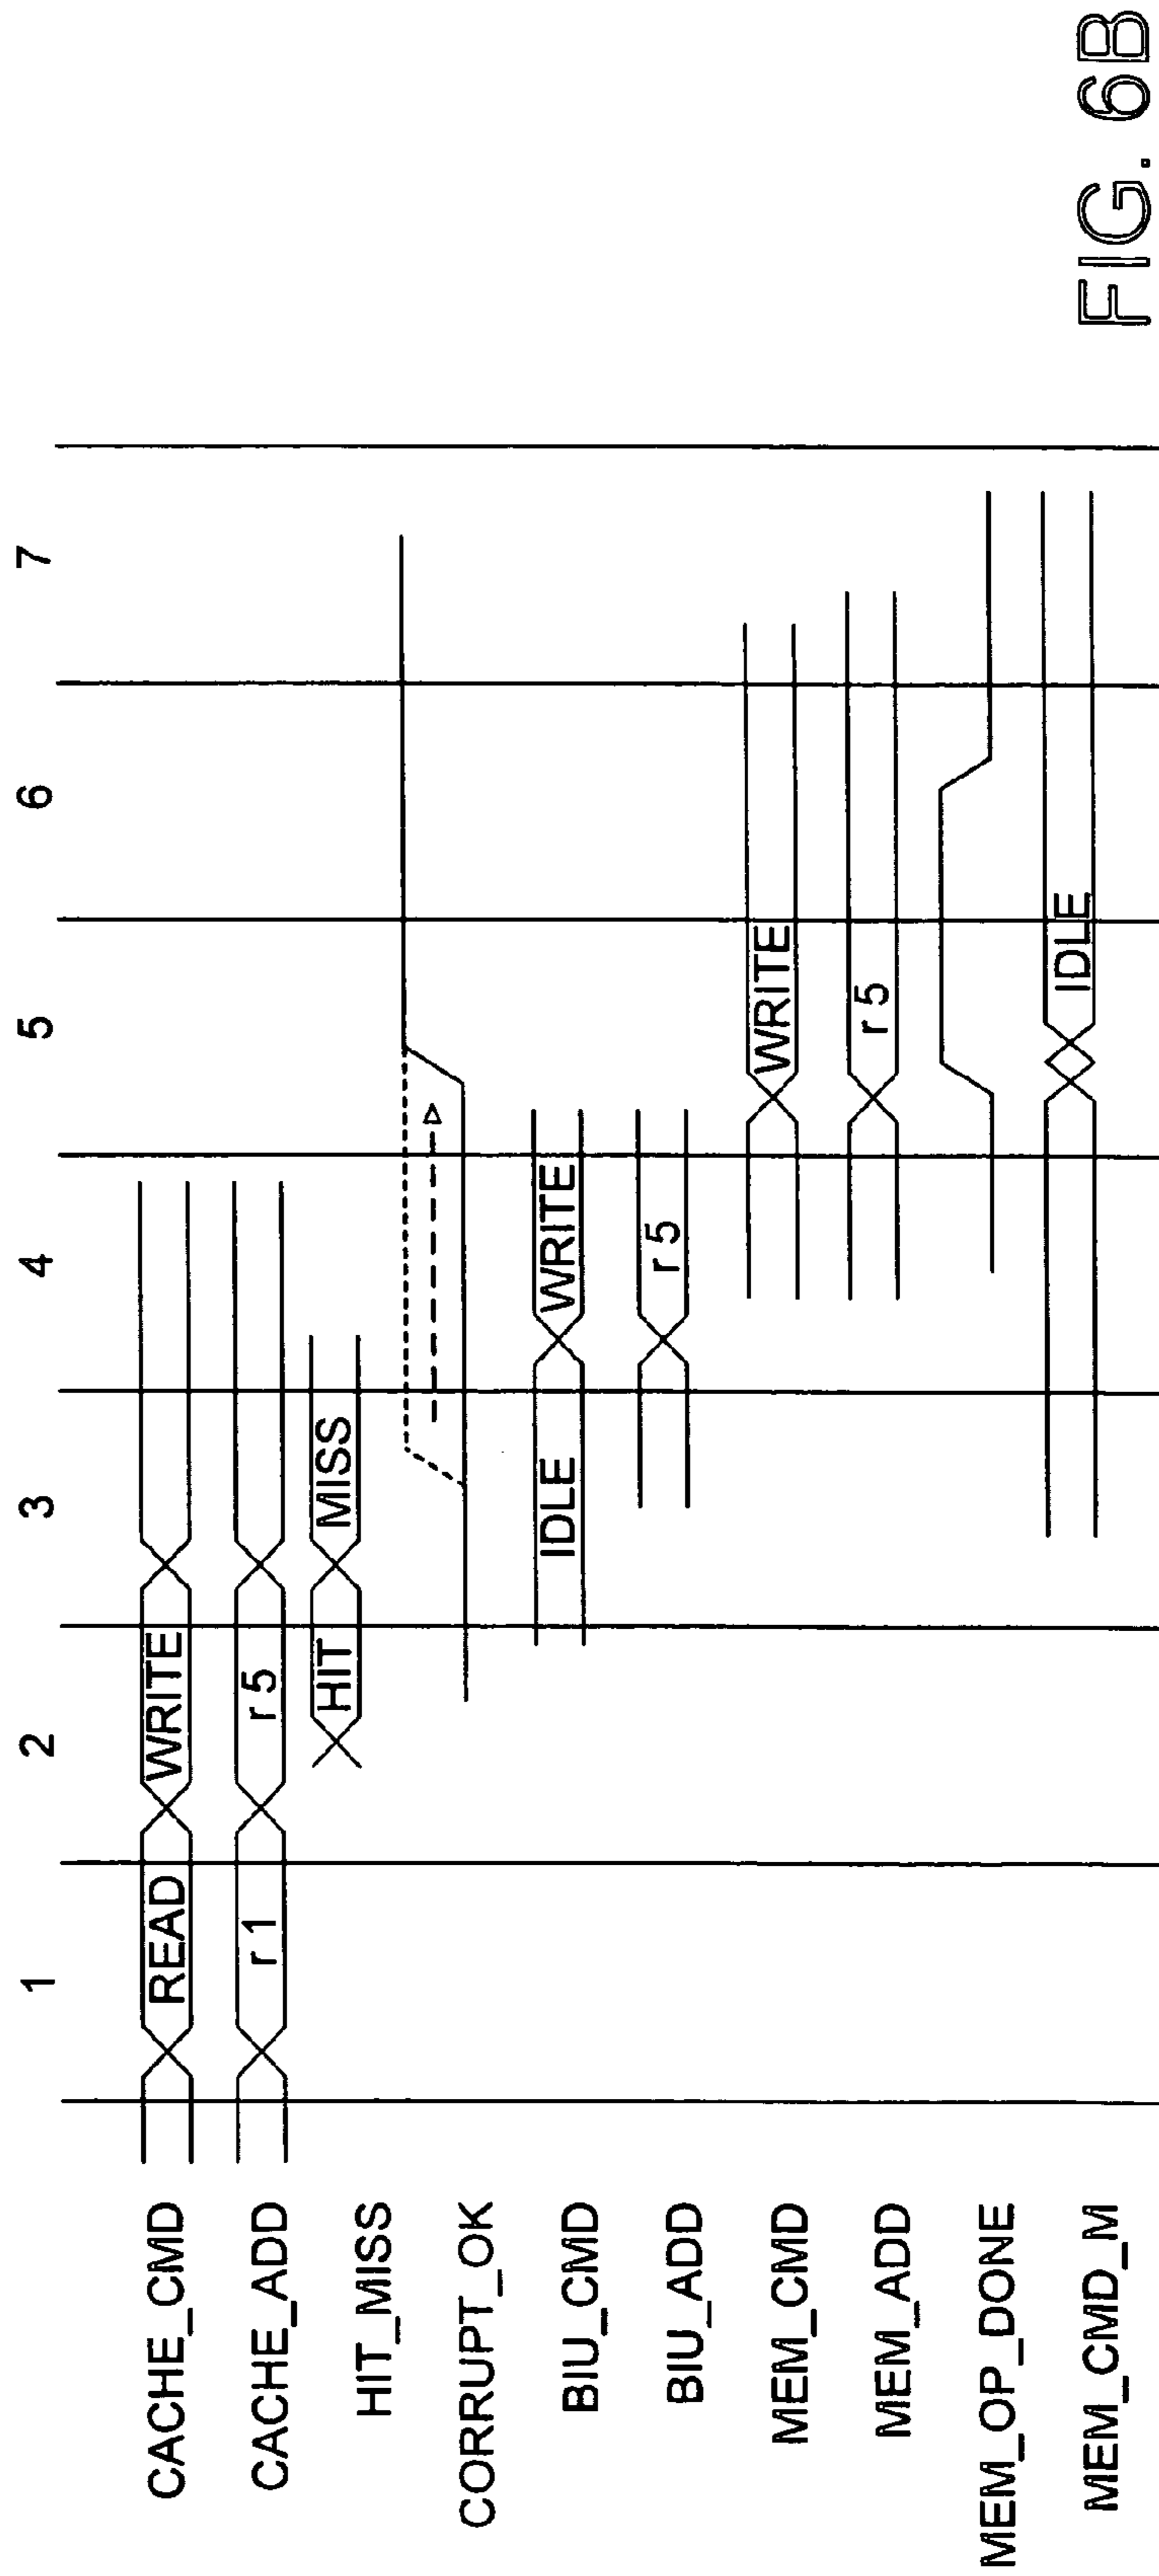 1 2 3 4 5 6 7
CACHE_CMD READ WRITE
CACHE_ADD r1 r5
HIT_MISS HIT MISS
CORRUPT_OK
BIU_CMD IDLE WRITE
BIU_ADD r5
MEM_CMD WRITE
MEM_ADD r5
MEM_OP_DONE
MEM_CMD_M IDLE
FIG. 6B